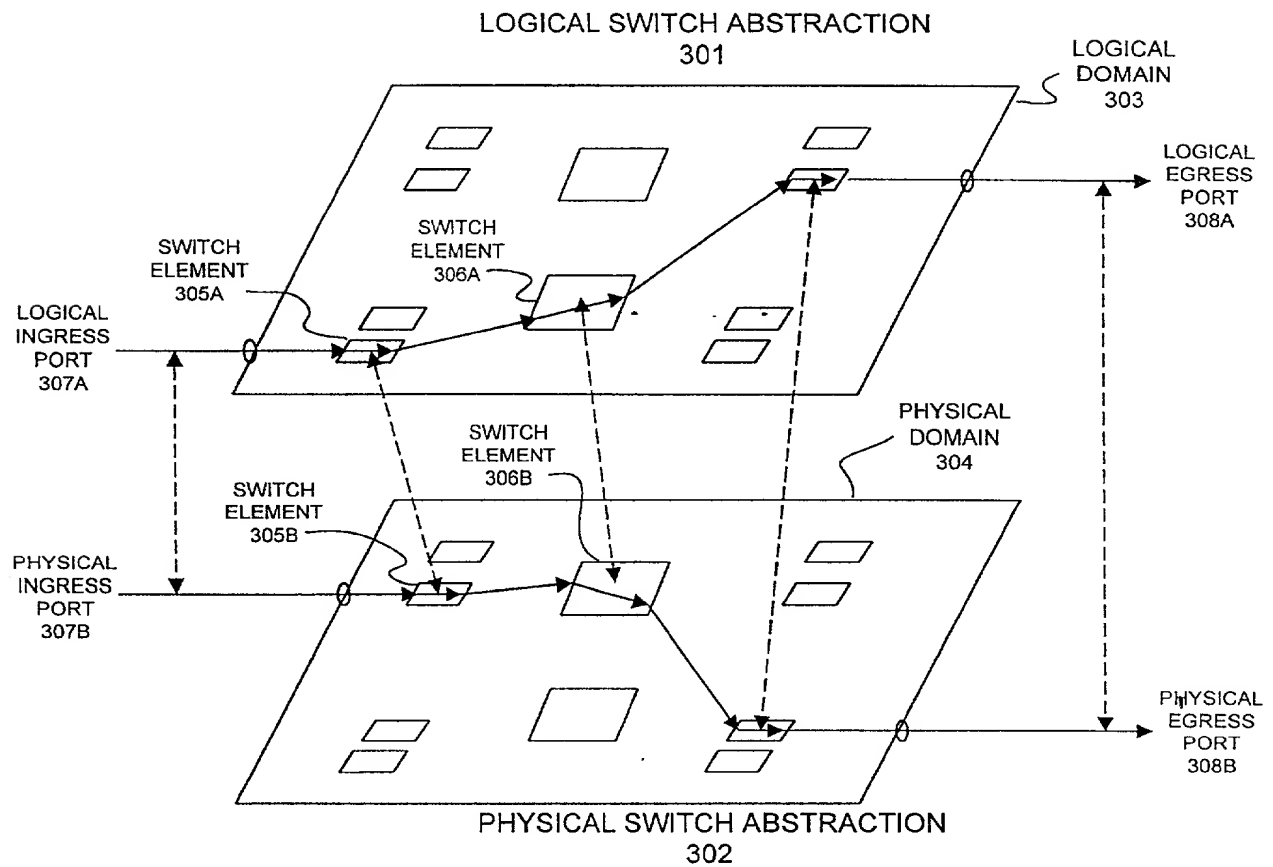 LOGICAL SWITCH ABSTRACTION
301
LOGICAL
DOMAIN
303
LOGICAL
EGRESS
PORT
308A
SWITCH
ELEMENT
306A
SWITCH
ELEMENT
305A
LOGICAL
INGRESS
PORT
307A
PHYSICAL
DOMAIN
304
SWITCH
ELEMENT
306B
SWITCH
ELEMENT
305B
PHYSICAL
INGRESS
PORT
307B
PHYSICAL
EGRESS
PORT
308B
PHYSICAL SWITCH ABSTRACTION
302